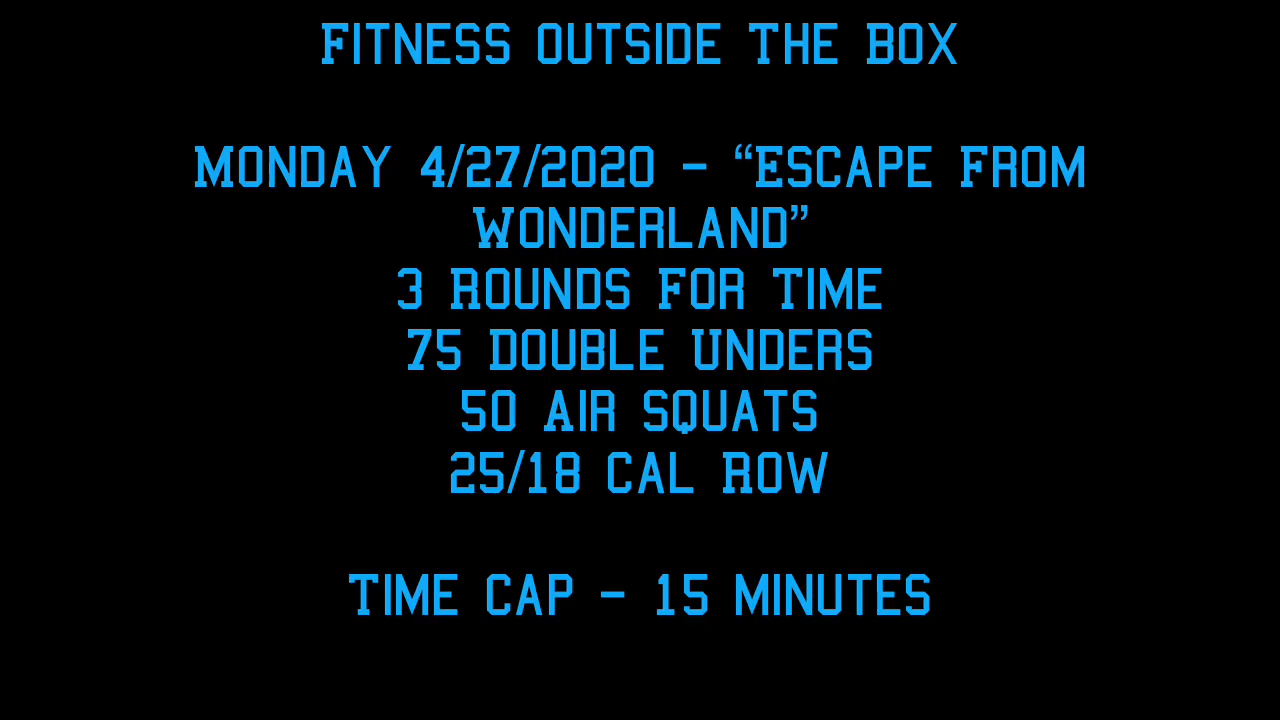 FITNESS OUTSIDE THE BOX
MONDAY 4/27/2020 – “ESCAPE FROM
WONDERLAND”
3 ROUNDS FOR TIME
75 DOUBLE UNDERS
50 AIR SQUATS
25/18 CAL ROW
TIME CAP – 15 MINUTES